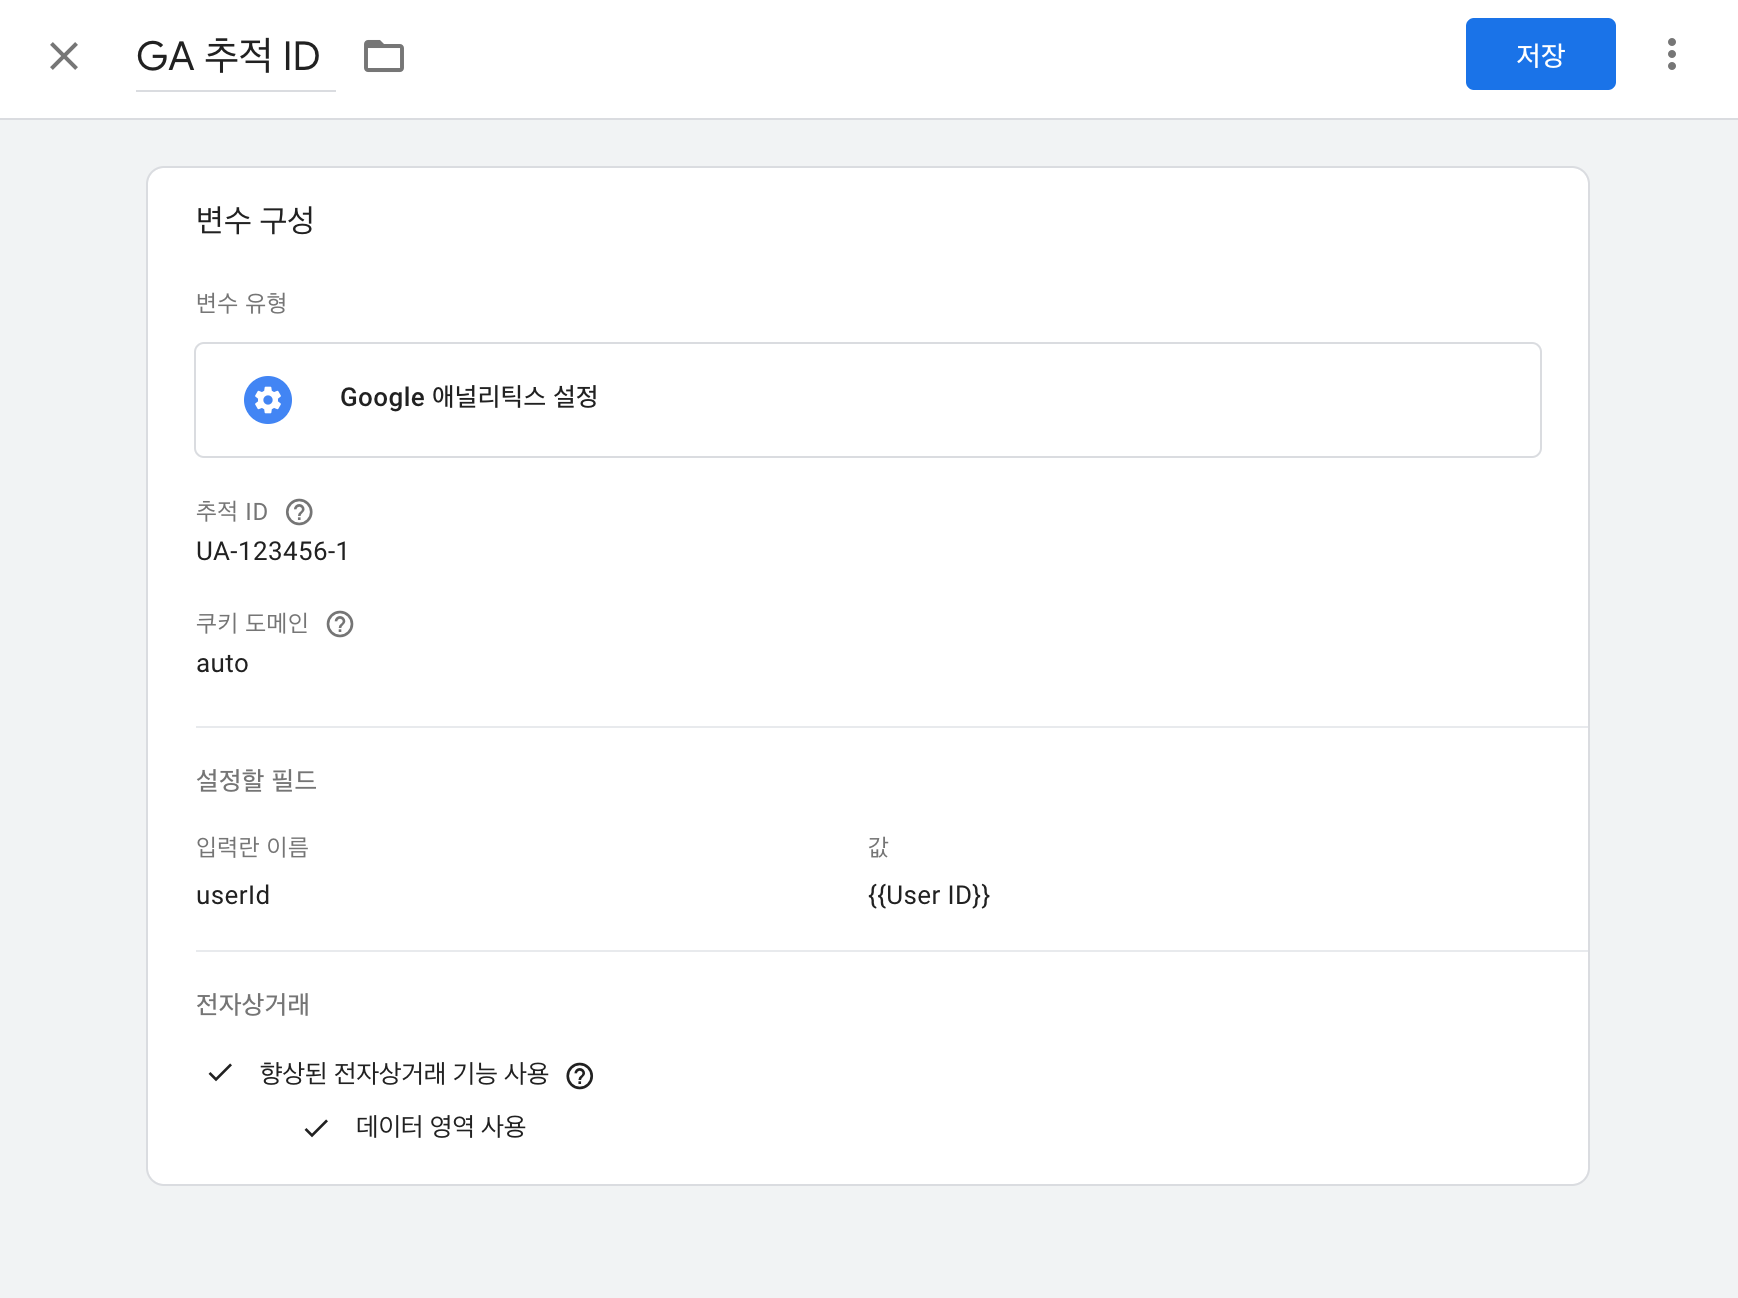 GA 추적 ID
저장
변수 구성
변수 유형
Google 애널리틱스 설정
추적 ID
UA-123456-1
쿠키 도메인
auto
설정할 필드
입력란 이름
값
userId
{{User ID}}
전자상거래
향상된 전자상거래 기능 사용
데이터 영역 사용